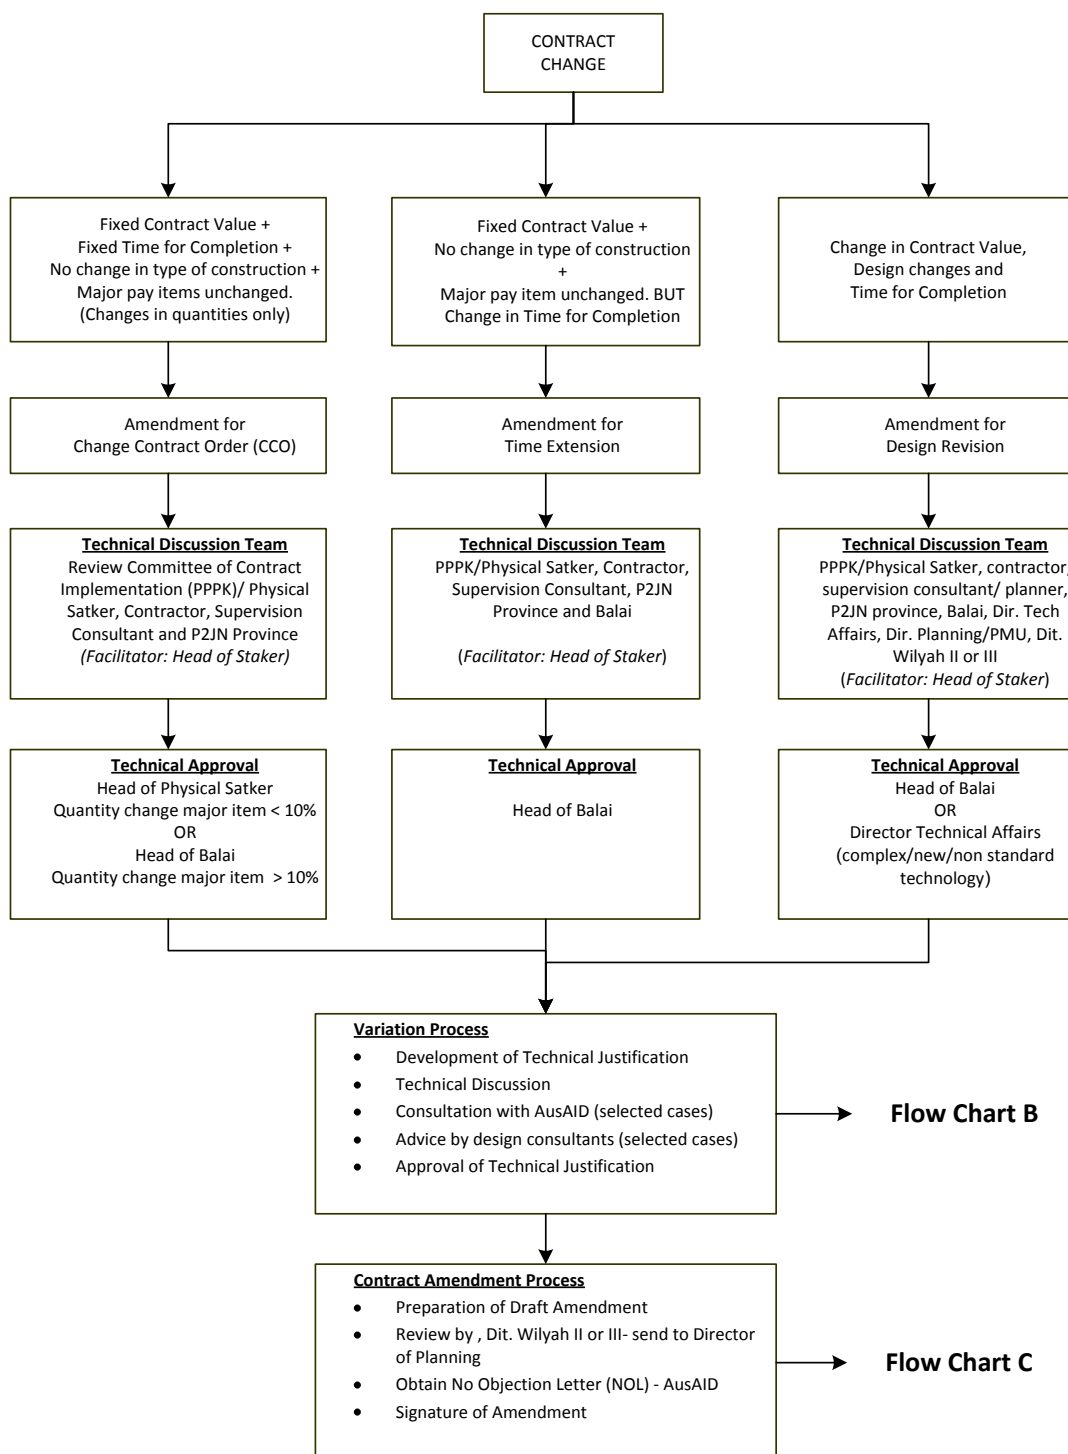 CONTRACT
CHANGE
Fixed Contract Value +
Fixed Time for Completion +
No change in type of construction +
Major pay items unchanged.
(Changes in quantities only)
Fixed Contract Value +
No change in type of construction
+
Major pay item unchanged. BUT
Change in Time for Completion
Change in Contract Value,
Design changes and
Time for Completion
Amendment for
Change Contract Order (CCO)
Amendment for
Time Extension
Amendment for
Design Revision
Technical Discussion Team
Review Committee of Contract
Implementation (PPPK)/ Physical
Satker, Contractor, Supervision
Consultant and P2JN Province
(Facilitator: Head of Staker)
Technical Discussion Team
PPPK/Physical Satker, Contractor,
Supervision Consultant, P2JN
Province and Balai
(Facilitator: Head of Staker)
Technical Discussion Team
PPPK/Physical Satker, contractor,
supervision consultant/ planner,
P2JN province, Balai, Dir. Tech
Affairs, Dir. Planning/PMU, Dit.
Wilyah II or III
(Facilitator: Head of Staker)
Technical Approval
Head of Physical Satker
Quantity change major item < 10%
OR
Head of Balai
Quantity change major item > 10%
Technical Approval
Head of Balai
Technical Approval
Head of Balai
OR
Director Technical Affairs
(complex/new/non standard
technology)
Variation Process
• Development of Technical Justification
• Technical Discussion
• Consultation with AusAID (selected cases)
• Advice by design consultants (selected cases)
• Approval of Technical Justification
Flow Chart B
Contract Amendment Process
• Preparation of Draft Amendment
• Review by , Dit. Wilyah II or III- send to Director
of Planning
• Obtain No Objection Letter (NOL) - AusAID
• Signature of Amendment
Flow Chart C